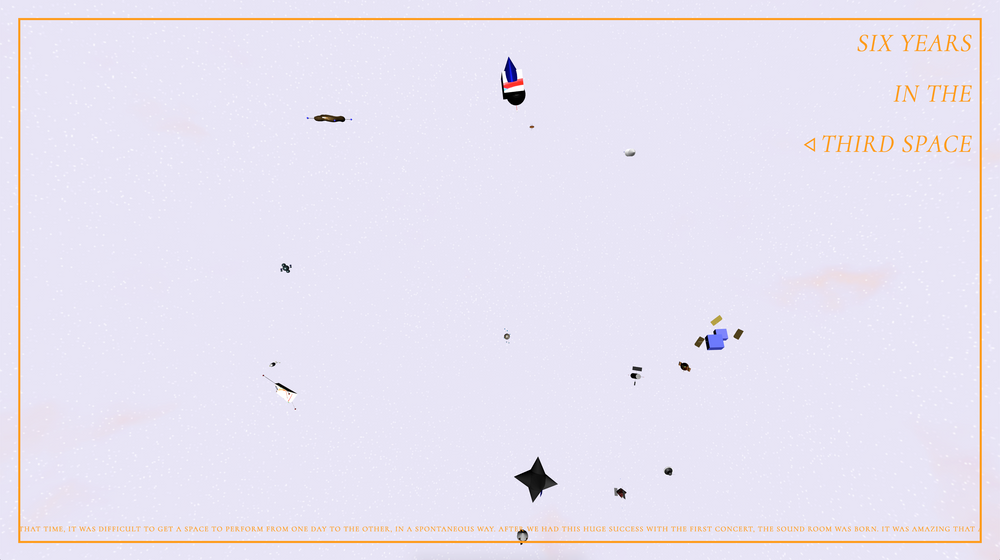 SIX YEARS
IN THE
THIRD SPACE
THAT TIME, IT WAS DIFFICULT TO GET A SPACE TO PERFORM FROM ONE DAY TO THE OTHER, IN A SPONTANEOUS WAY. AFTER WE HAD THIS HUGE SUCCESS WITH THE FIRST CONCERT, THE SOUND ROOM WAS BORN. IT WAS AMAZING THAT